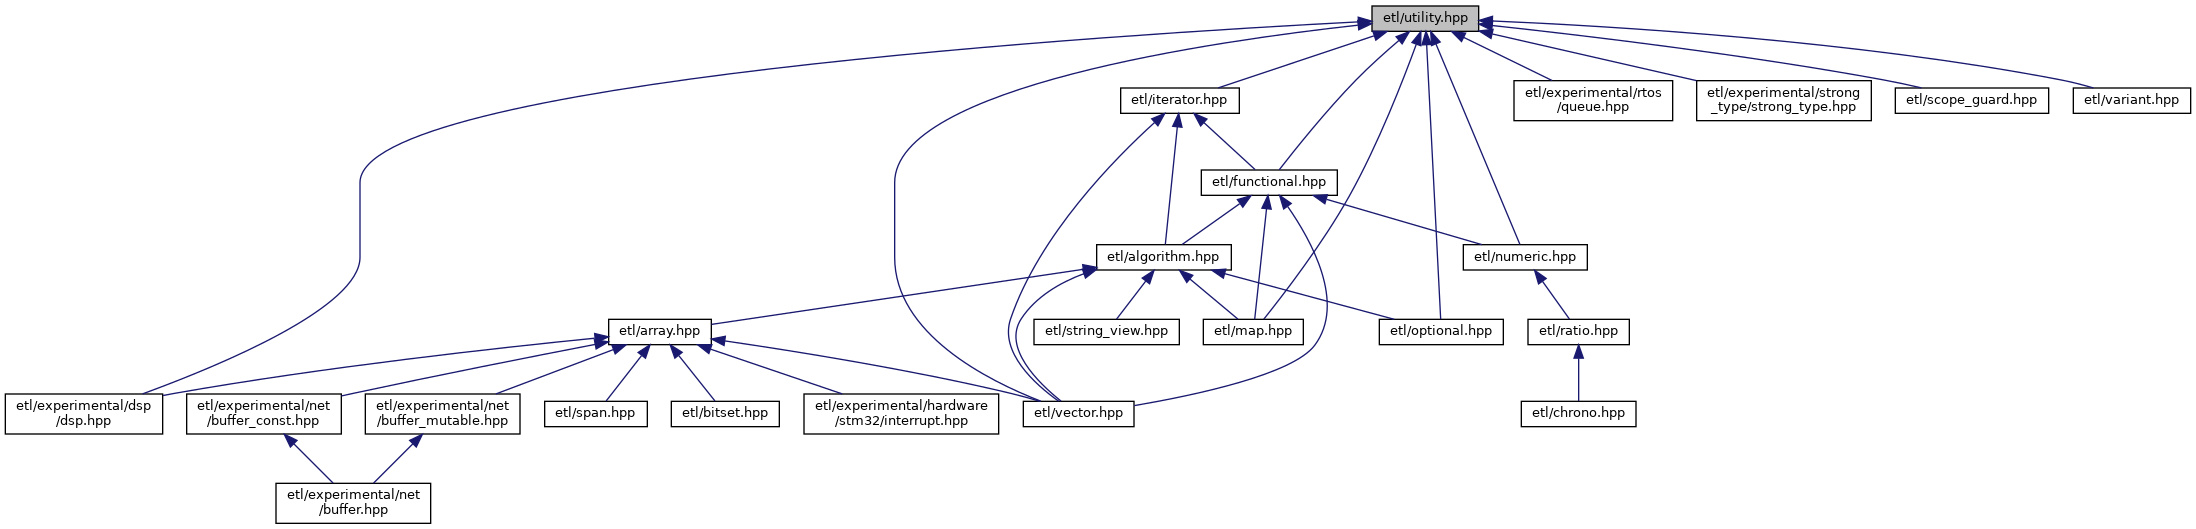 etl/utility.hpp
etl/iterator.hpp
etl/experimental/rtos
/queue.hpp
etl/experimental/strong
_type/strong_type.hpp
etl/scope_guard.hpp
etl/variant.hpp
etl/functional.hpp
etl/algorithm.hpp
etl/numeric.hpp
etl/array.hpp
etl/string_view.hpp
etl/map.hpp
etl/optional.hpp
etl/ratio.hpp
etl/experimental/dsp
/dsp.hpp
etl/experimental/net
/buffer_const.hpp
etl/experimental/net
/buffer_mutable.hpp
etl/span.hpp
etl/bitset.hpp
etl/experimental/hardware
/stm32/interrupt.hpp
etl/vector.hpp
etl/chrono.hpp
etl/experimental/net
/buffer.hpp